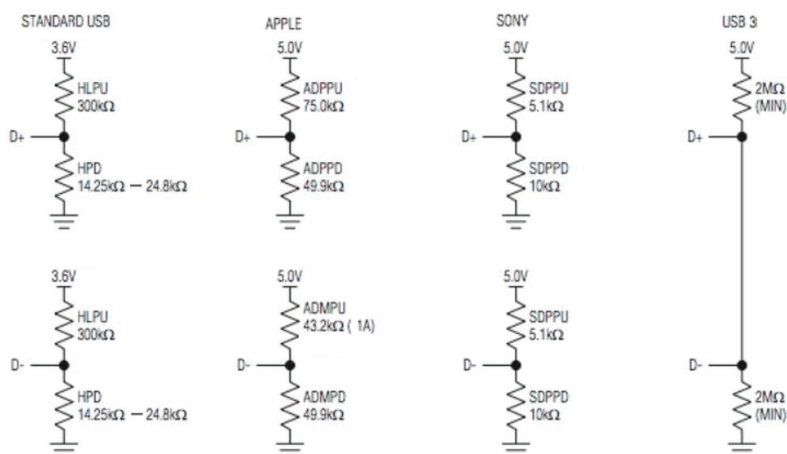 STANDARD USB
3.6V
HLPU
300kΩ
D+
HPD
14.25kΩ – 24.8kΩ
3.6V
HLPU
300kΩ
D-
HPD
14.25kΩ – 24.8kΩ
APPLE
5.0V
ADPPU
75.0kΩ
D+
ADPPD
49.9kΩ
5.0V
ADMPU
43.2kΩ ( 1A)
D-
ADMPD
49.9kΩ
SONY
5.0V
SDPPU
5.1kΩ
D+
SDPPD
10kΩ
5.0V
SDPPU
5.1kΩ
D-
SDPPD
10kΩ
USB 3i
5.0V
2MΩ
(MIN)
D+
D-
2MΩ
(MIN)